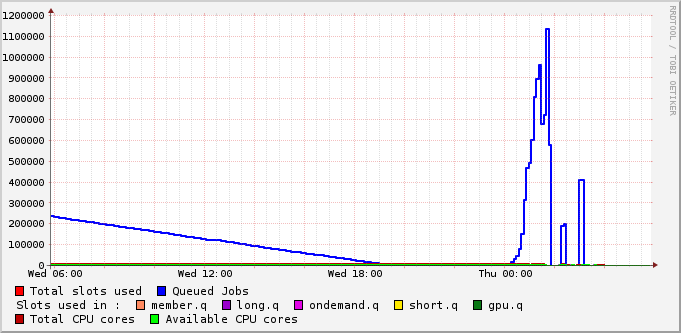 1200000
1100000
1000000
900000
800000
700000
600000
500000
400000
300000
200000
100000
0
Wed 06:00 Wed 12:00 Wed 18:00 Thu 00:00
Total slots used Queued Jobs
Slots used in : member.q long.q ondemand.q short.q gpu.q
Total CPU cores Available CPU cores
RRDTOOL / TOBI OETIKER